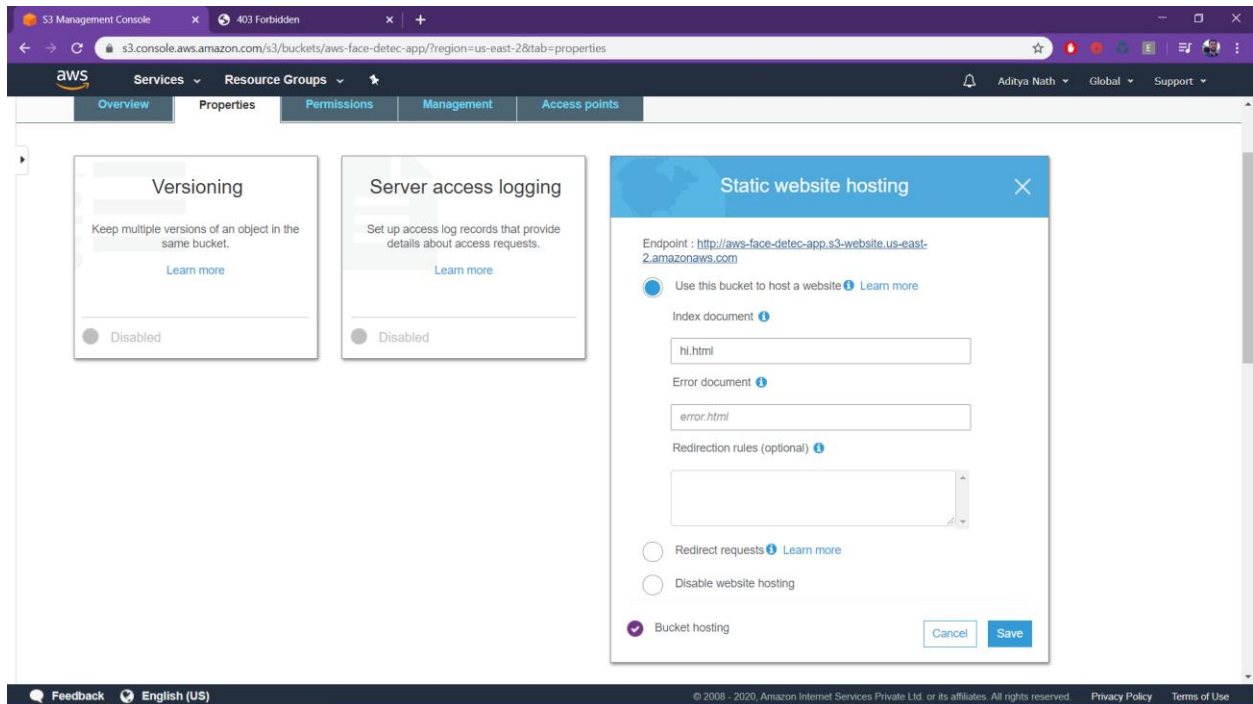 S3 Management Console
403 Forbidden
s3.console.aws.amazon.com/s3/buckets/aws-face-detec-app/?region=us-east-2&tab=properties
aws Services Resource Groups Aditya Nath Global Support
Overview Properties Permissions Management Access points
Versioning
Keep multiple versions of an object in the
same bucket.
Learn more
Disabled
Server access logging
Set up access log records that provide
details about access requests.
Learn more
Disabled
Static website hosting
Endpoint : http://aws-face-detec-app.s3-website.us-east-
2.amazonaws.com
Use this bucket to host a website Learn more
Index document
hi.html
Error document
error.html
Redirection rules (optional)
Redirect requests Learn more
Disable website hosting
Bucket hosting Cancel Save
Feedback English (US) © 2008 - 2020, Amazon Internet Services Private Ltd. or its affiliates. All rights reserved. Privacy Policy Terms of Use